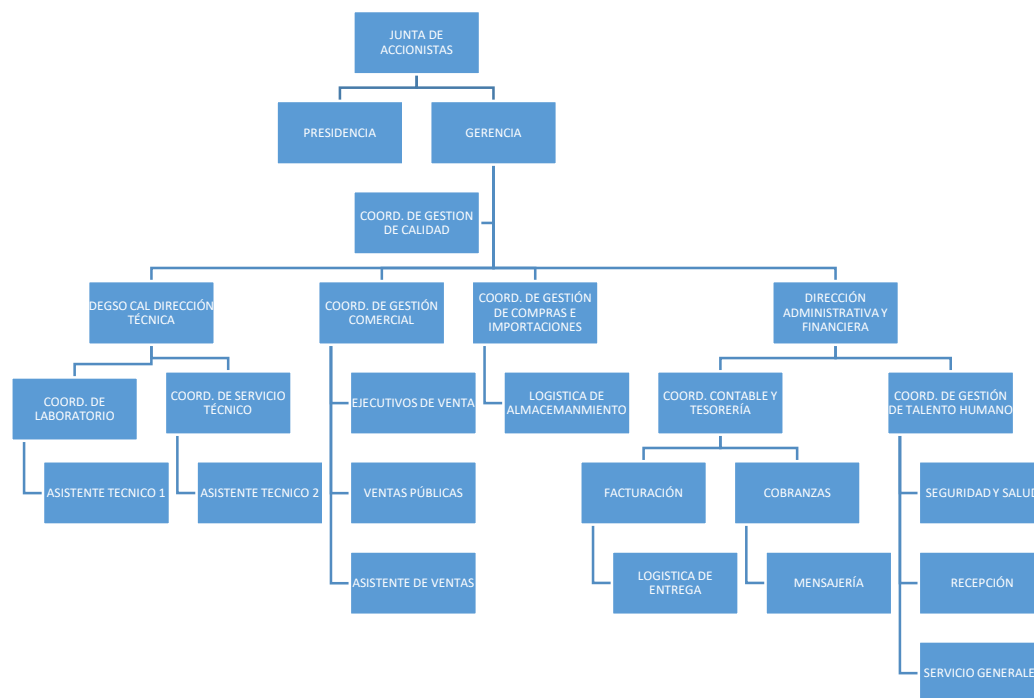 JUNTA DE
ACCIONISTAS
PRESIDENCIA
GERENCIA
COORD. DE GESTION
DE CALIDAD
DEGSO CAL DIRECCIÓN
TÉCNICA
COORD. DE GESTIÓN
COMERCIAL
COORD. DE GESTIÓN
DE COMPRAS E
IMPORTACIONES
DIRECCIÓN
ADMINISTRATIVA Y
FINANCIERA
COORD. DE
LABORATORIO
COORD. DE SERVICIO
TÉCNICO
EJECUTIVOS DE VENTA
LOGISTICA DE
ALMACEMANMIENTO
COORD. CONTABLE Y
TESORERÍA
COORD. DE GESTIÓN
DE TALENTO HUMANO
ASISTENTE TECNICO 1
ASISTENTE TECNICO 2
VENTAS PÚBLICAS
FACTURACIÓN
COBRANZAS
SEGURIDAD Y SALUD
ASISTENTE DE VENTAS
LOGISTICA DE
ENTREGA
MENSAJERÍA
RECEPCIÓN
SERVICIO GENERALE